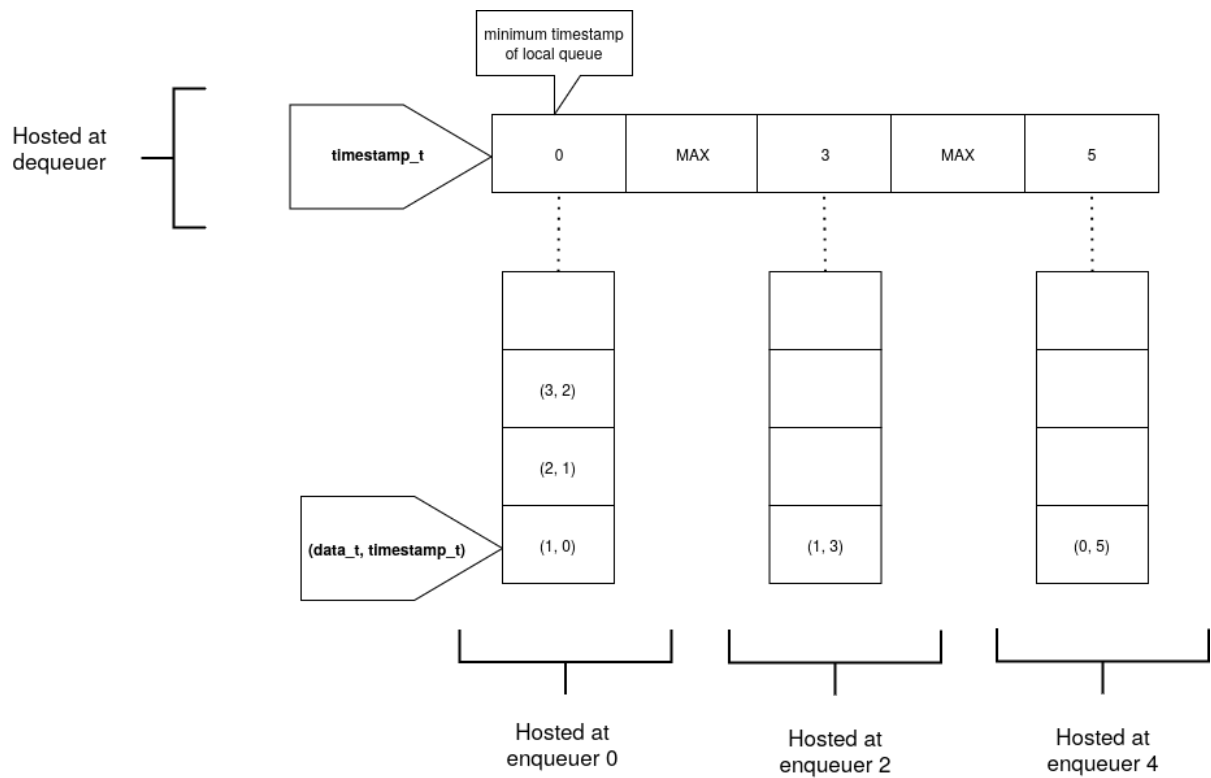 minimum timestamp
of local queue
Hosted at
dequeuer
timestamp_t
0
MAX
3
MAX
5
(3, 2)
(2, 1)
(data_t, timestamp_t)
(1, 0)
(1, 3)
(0, 5)
Hosted at
enqueuer 0
Hosted at
enqueuer 2
Hosted at
enqueuer 4